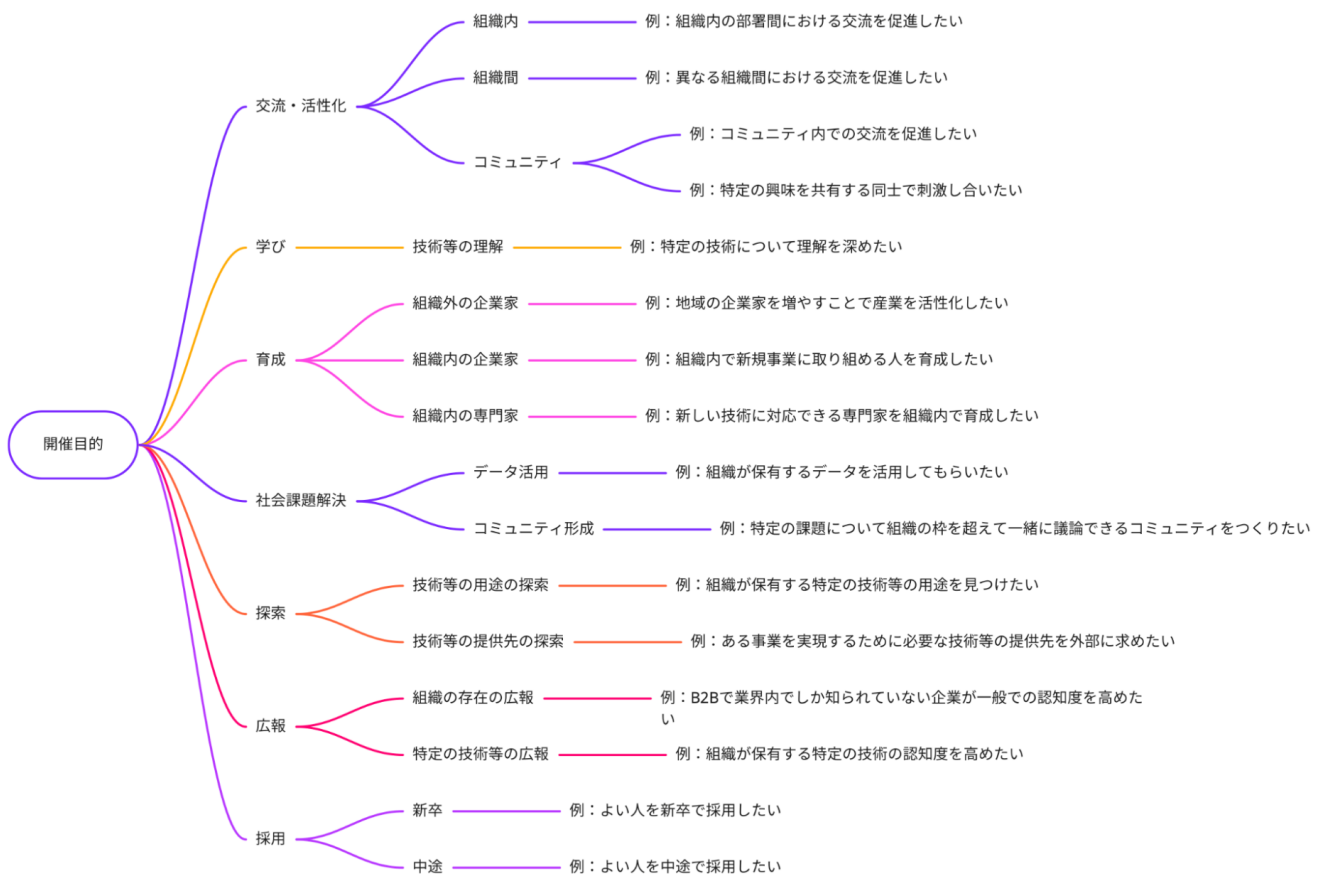 組織内
例：組織内の部署間における交流を促進したい
組織間
例：異なる組織間における交流を促進したい
交流・活性化
例：コミュニティ内での交流を促進したい
コミュニティ
例：特定の興味を共有する同士で刺激し合いたい
学び
技術等の理解
例：特定の技術について理解を深めたい
組織外の企業家
例：地域の企業家を増やすことで産業を活性化したい
育成
組織内の企業家
例：組織内で新規事業に取り組める人を育成したい
組織内の専門家
例：新しい技術に対応できる専門家を組織内で育成したい
開催目的
データ活用
例：組織が保有するデータを活用してもらいたい
社会課題解決
コミュニティ形成
例：特定の課題について組織の枠を超えて一緒に議論できるコミュニティをつくりたい
技術等の用途の探索
例：組織が保有する特定の技術等の用途を見つけたい
探索
技術等の提供先の探索
例：ある事業を実現するために必要な技術等の提供先を外部に求めたい
組織の存在の広報
例：B2Bで業界内でしか知られていない企業が一般での認知度を高めた
い
広報
特定の技術等の広報
例：組織が保有する特定の技術の認知度を高めたい
新卒
例：よい人を新卒で採用したい
採用
中途
例：よい人を中途で採用したい